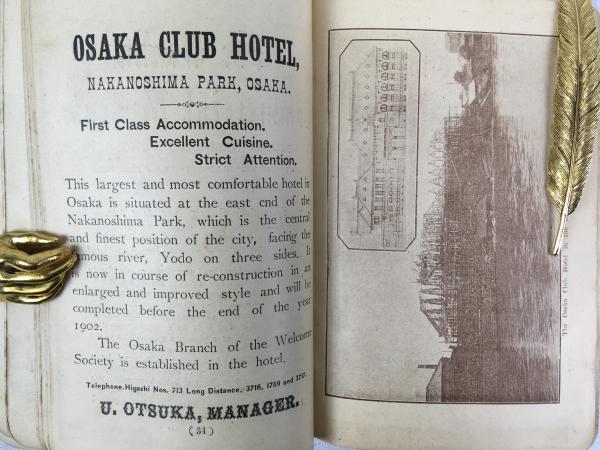 OSAKA CLUB HOTEL,
NAKANOSHIMA PARK, OSAKA.
First Class Accommodation.
Excellent Cuisine.
Strict Attention.
This largest and most comfortable hotel in
Osaka is situated at the east end of the
Nakanoshima Park, which is the central
and finest position of the city, facing the
famous river, Yodo on three sides. It
is now in course of re-construction in an
enlarged and improved style and will be
completed before the end of the year
1902.
The Osaka Branch of the Welcome
Society is established in the hotel.
Telephone. Higashi Nos. 713 Long Distance, 3716, 1789 and
U. OTSUKA, MANAGER.
(34)
The Osaka Club Hotel in the